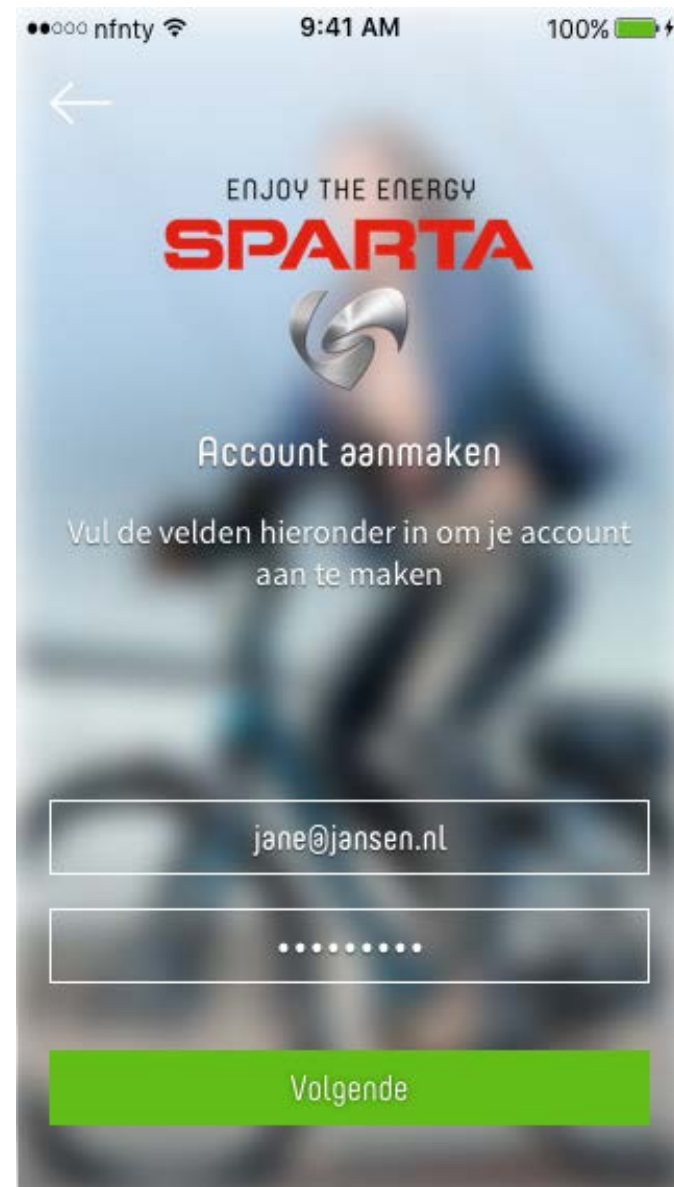 nfnty 9:41 AM 100%
ENJOY THE ENERGY
SPARTA
Account aanmaken
Vul de velden hieronder in om je account
aan te maken
jane@jansen.nl
•••••••••
Volgende